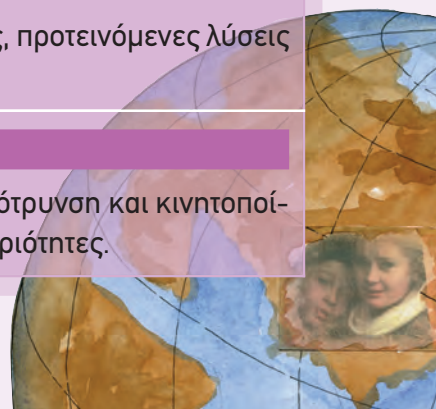 , προτεινόμενες λύσεις
ότρυνση και κινητοποί-
ριότητες.